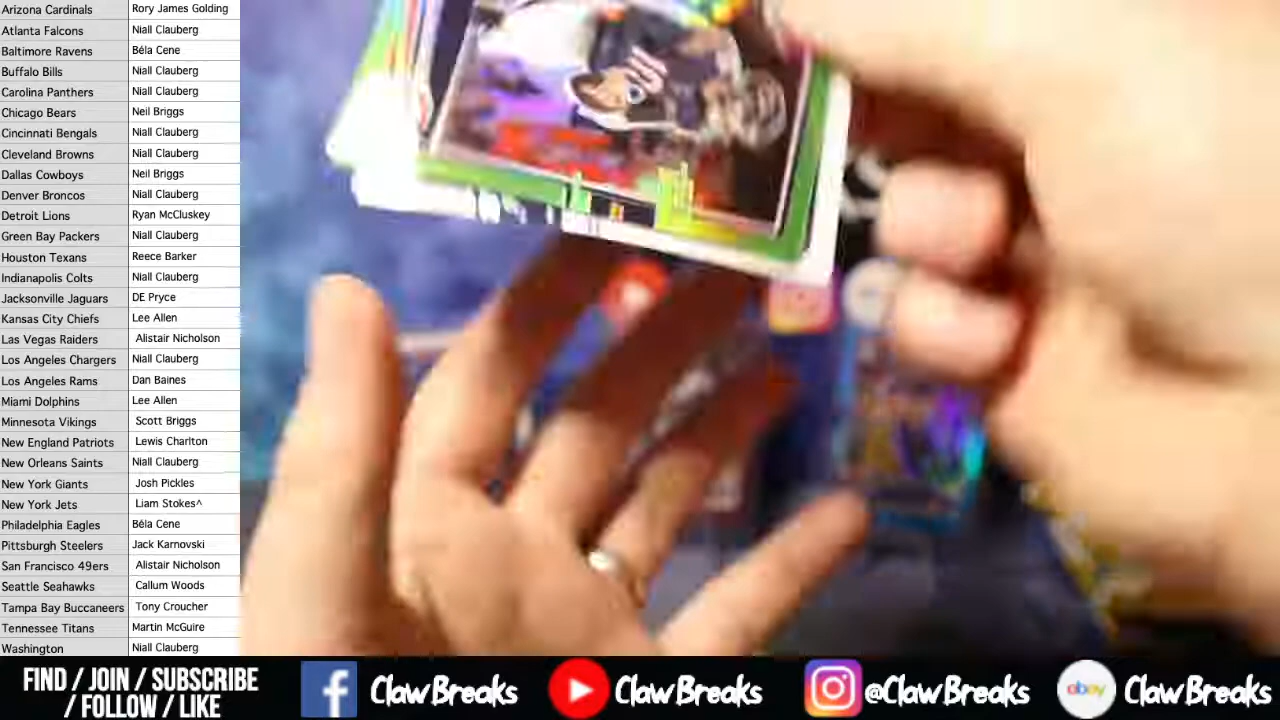 Arizona Cardinals Rory James Golding
Atlanta Falcons Niall Clauberg
Baltimore Ravens Béla Cene
Buffalo Bills Niall Clauberg
Carolina Panthers Niall Clauberg
Chicago Bears Neil Briggs
Cincinnati Bengals Niall Clauberg
Cleveland Browns Niall Clauberg
Dallas Cowboys Neil Briggs
Denver Broncos Niall Clauberg
Detroit Lions Ryan McCluskey
Green Bay Packers Niall Clauberg
Houston Texans Reece Barker
Indianapolis Colts Niall Clauberg
Jacksonville Jaguars DE Pryce
Kansas City Chiefs Lee Allen
Las Vegas Raiders Alistair Nicholson
Los Angeles Chargers Niall Clauberg
Los Angeles Rams Dan Baines
Miami Dolphins Lee Allen
Minnesota Vikings Scott Briggs
New England Patriots Lewis Charlton
New Orleans Saints Niall Clauberg
New York Giants Josh Pickles
New York Jets Liam Stokes^
Philadelphia Eagles Béla Cene
Pittsburgh Steelers Jack Karnovski
San Francisco 49ers Alistair Nicholson
Seattle Seahawks Callum Woods
Tampa Bay Buccaneers Tony Croucher
Tennessee Titans Martin McGuire
Washington Niall Clauberg
FIND / JOIN / SUBSCRIBE
/ FOLLOW / LIKE
f ClawBreaks
ClawBreaks
@ClawBreaks
ebay ClawBreaks